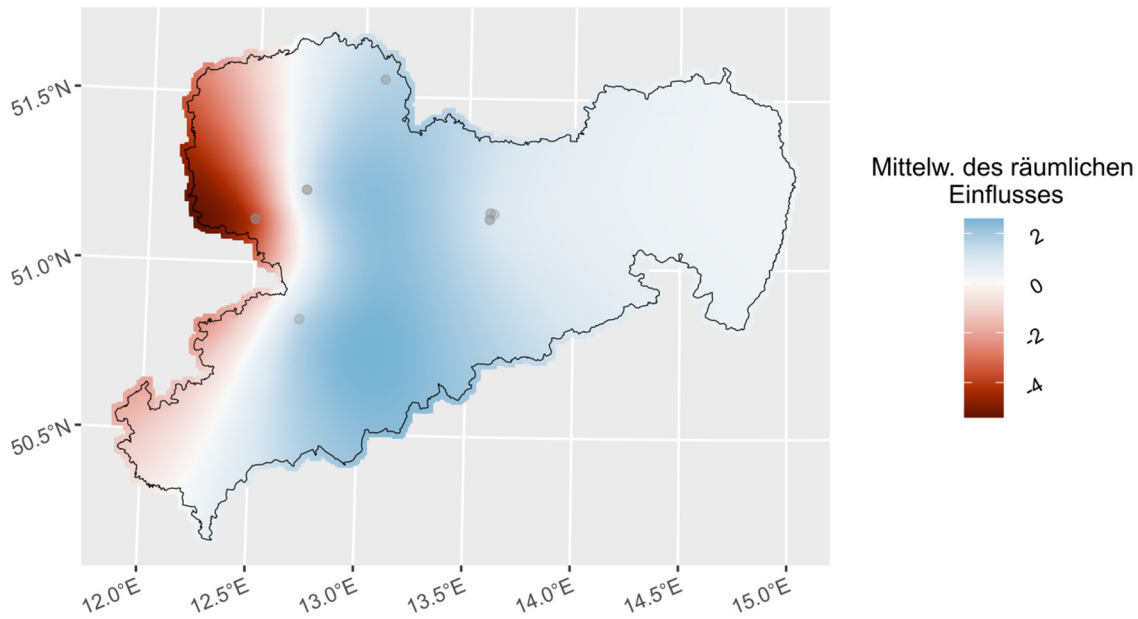 51.5°N
51.0°N
50.5°N
12.0°E
12.5°E
13.0°E
13.5°E
14.0°E
14.5°E
15.0°E
Mittelw. des räumlichen
Einflusses
2
0
-2
-4